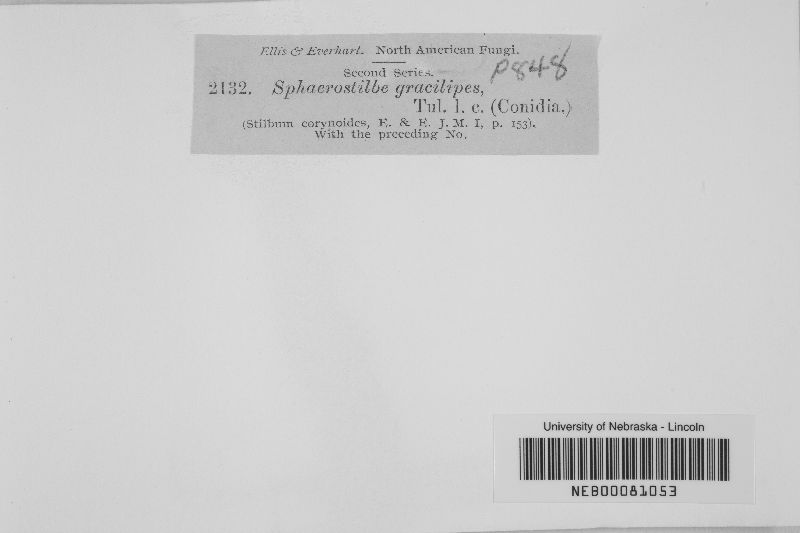 Ellis & Everhart. North American Fungi.
Second Series. p848
2132. Sphaerostilbe gracilipes,
Tul. l. c. (Conidia.)
(Stilbum corynoides, E. & E. J. M. I, p. 153).
With the preceding No.
University of Nebraska - Lincoln
NEB00081053